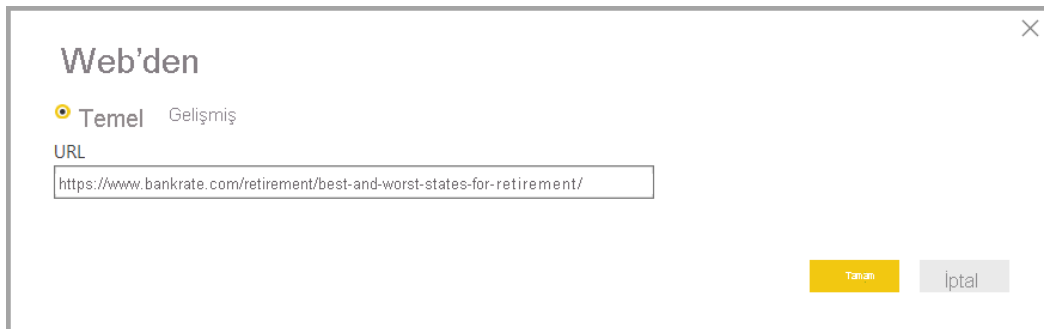 Web’den
Temel Gelişmiş
URL
https://www.bankrate.com/retirement/best-and-worst-states-for-retirement/
Tamam İptal